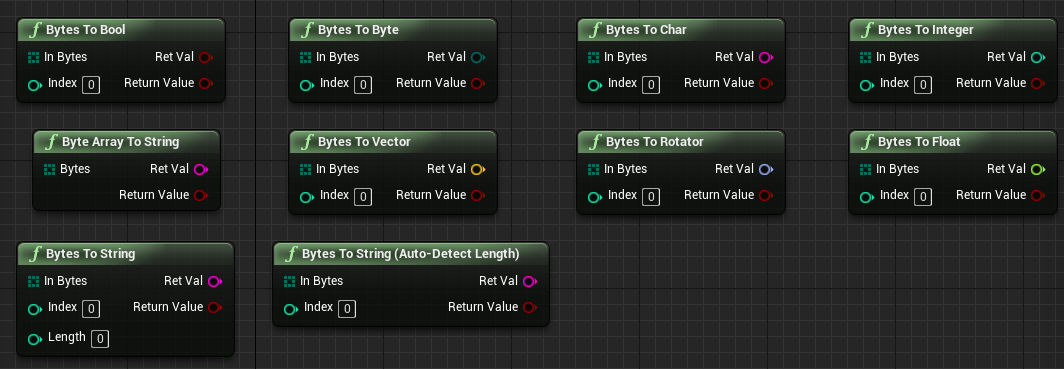 Bytes To Bool
In Bytes Ret Val
Index 0 Return Value
Bytes To Byte
In Bytes Ret Val
Index 0 Return Value
Bytes To Char
In Bytes Ret Val
Index 0 Return Value
Bytes To Integer
In Bytes Ret Val
Index 0 Return Value
Byte Array To String
Bytes Ret Val
Return Value
Bytes To Vector
In Bytes Ret Val
Index 0 Return Value
Bytes To Rotator
In Bytes Ret Val
Index 0 Return Value
Bytes To Float
In Bytes Ret Val
Index 0 Return Value
Bytes To String
In Bytes Ret Val
Index 0 Return Value
Length 0
Bytes To String (Auto-Detect Length)
In Bytes Ret Val
Index 0 Return Value